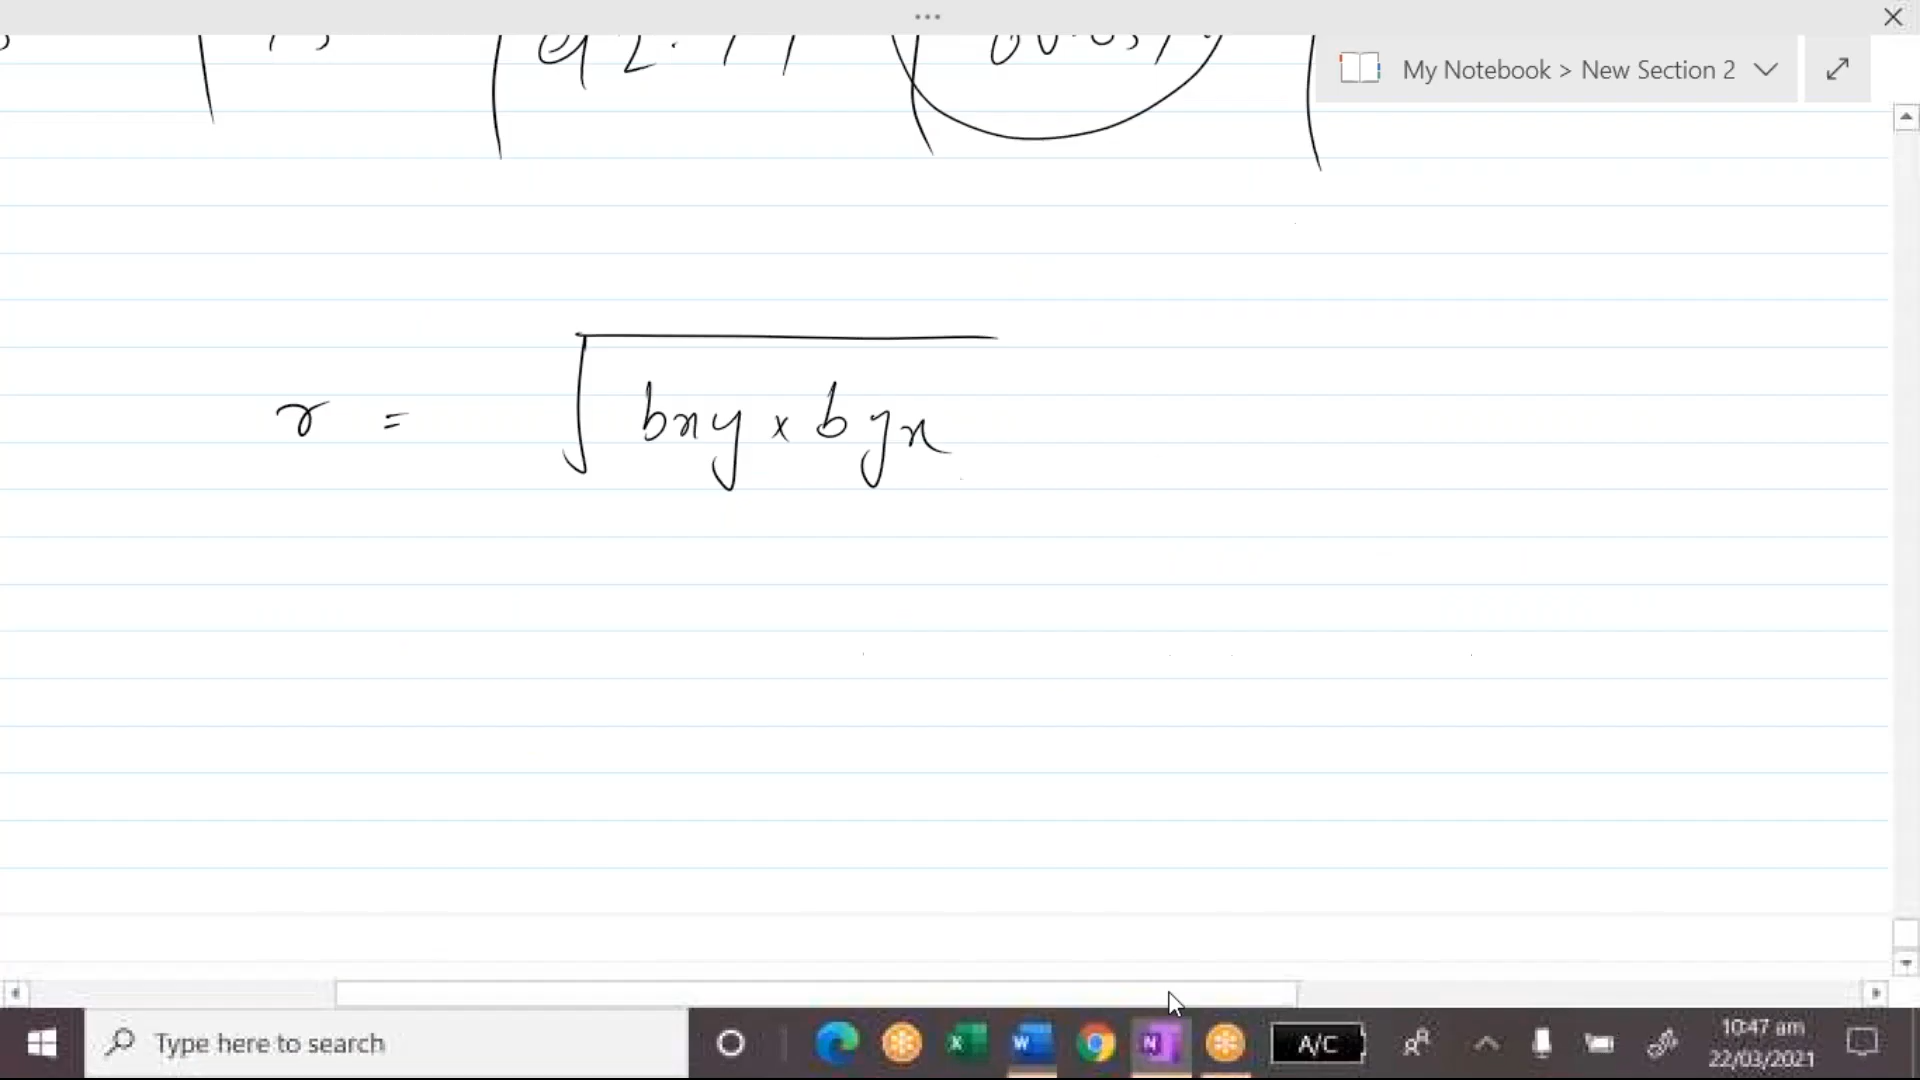 My Notebook > New Section 2
r = √bxy × byx
Type here to search
A/C
10:47 am
22/03/2021